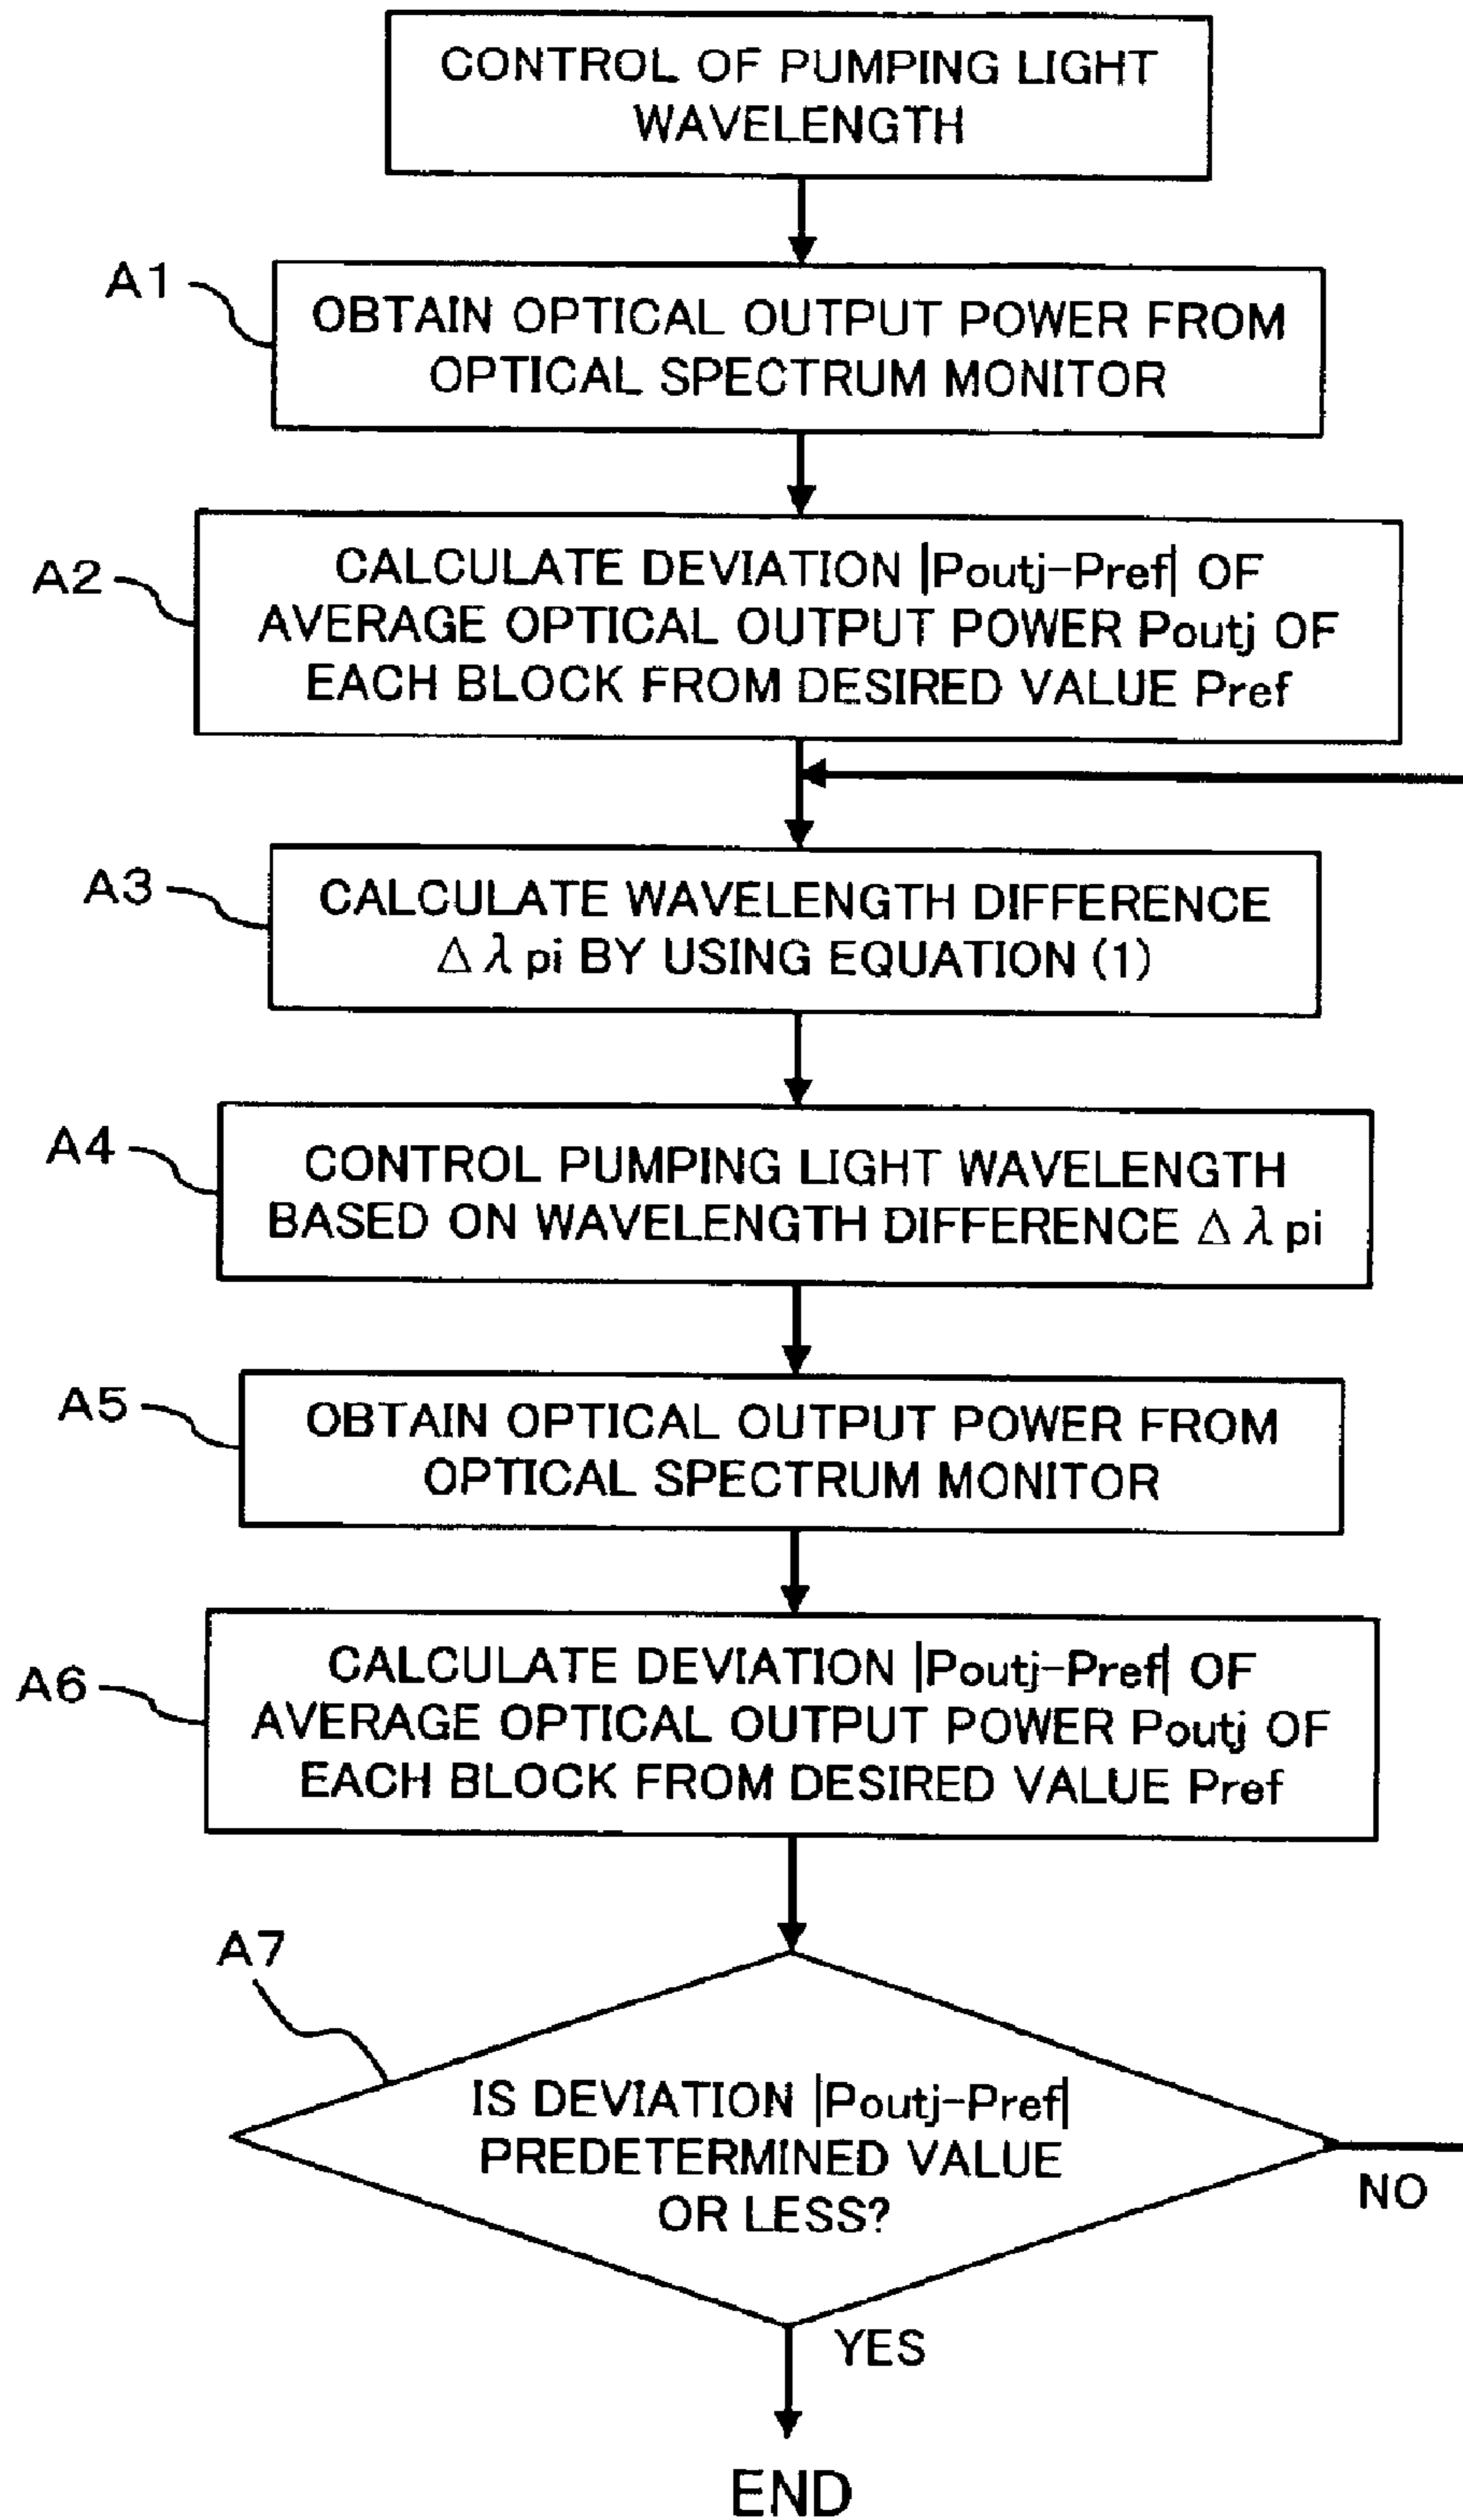 CONTROL OF PUMPING LIGHT
WAVELENGTH
A1
OBTAIN OPTICAL OUTPUT POWER FROM
OPTICAL SPECTRUM MONITOR
A2
CALCULATE DEVIATION |Poutj-Pref| OF
AVERAGE OPTICAL OUTPUT POWER Poutj OF
EACH BLOCK FROM DESIRED VALUE Pref
A3
CALCULATE WAVELENGTH DIFFERENCE
Δλpi BY USING EQUATION (1)
A4
CONTROL PUMPING LIGHT WAVELENGTH
BASED ON WAVELENGTH DIFFERENCE Δλpi
A5
OBTAIN OPTICAL OUTPUT POWER FROM
OPTICAL SPECTRUM MONITOR
A6
CALCULATE DEVIATION |Poutj-Pref| OF
AVERAGE OPTICAL OUTPUT POWER Poutj OF
EACH BLOCK FROM DESIRED VALUE Pref
A7
IS DEVIATION |Poutj-Pref|
PREDETERMINED VALUE
OR LESS?
NO
YES
END